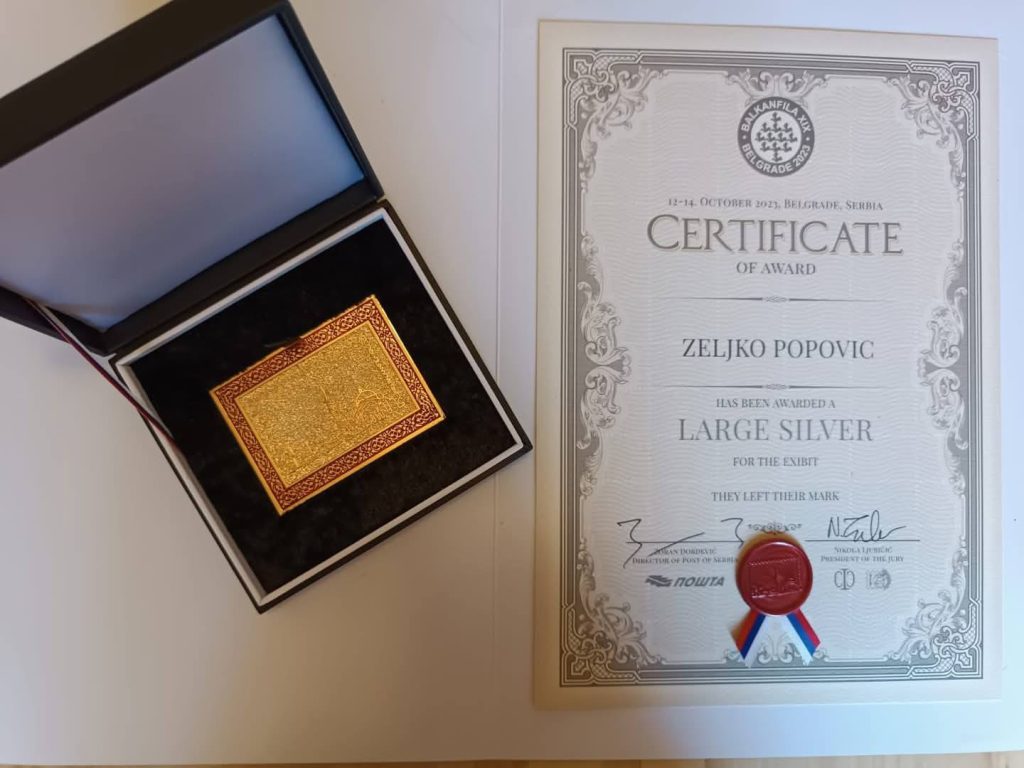 BALKANFILA XIX
BELGRADE 2023
12-14. OCTOBER 2023, BELGRADE, SERBIA
CERTIFICATE
OF AWARD
ZELJKO POPOVIC
HAS BEEN AWARDED A
LARGE SILVER
FOR THE EXIBIT
THEY LEFT THEIR MARK
ZORAN ĐORĐEVIĆ
DIRECTOR OF POST OF SERBIA
NIKOLA LJUBIČIĆ
PRESIDENT OF THE JURY
ПОШТА